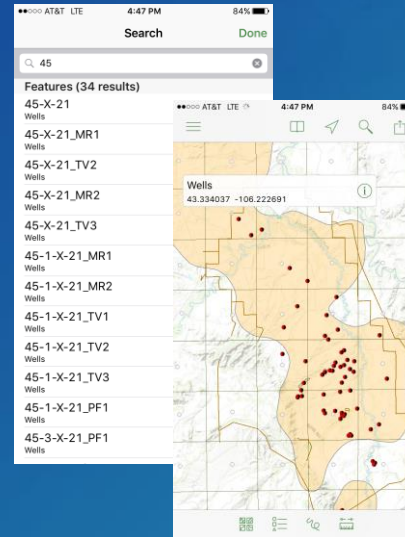 AT&T LTE 4:47 PM 84%
Search Done
45
Features (34 results)
45-X-21
Wells
45-X-21_MR1
Wells
45-X-21_TV2
Wells
45-X-21_MR2
Wells
45-X-21_TV3
Wells
45-1-X-21_MR1
Wells
45-1-X-21_MR2
Wells
45-1-X-21_TV1
Wells
45-1-X-21_TV2
Wells
45-1-X-21_TV3
Wells
45-1-X-21_PF1
Wells
45-3-X-21_PF1
Wells
AT&T LTE 4:47 PM 84%
Wells
43.334037 -106.222691